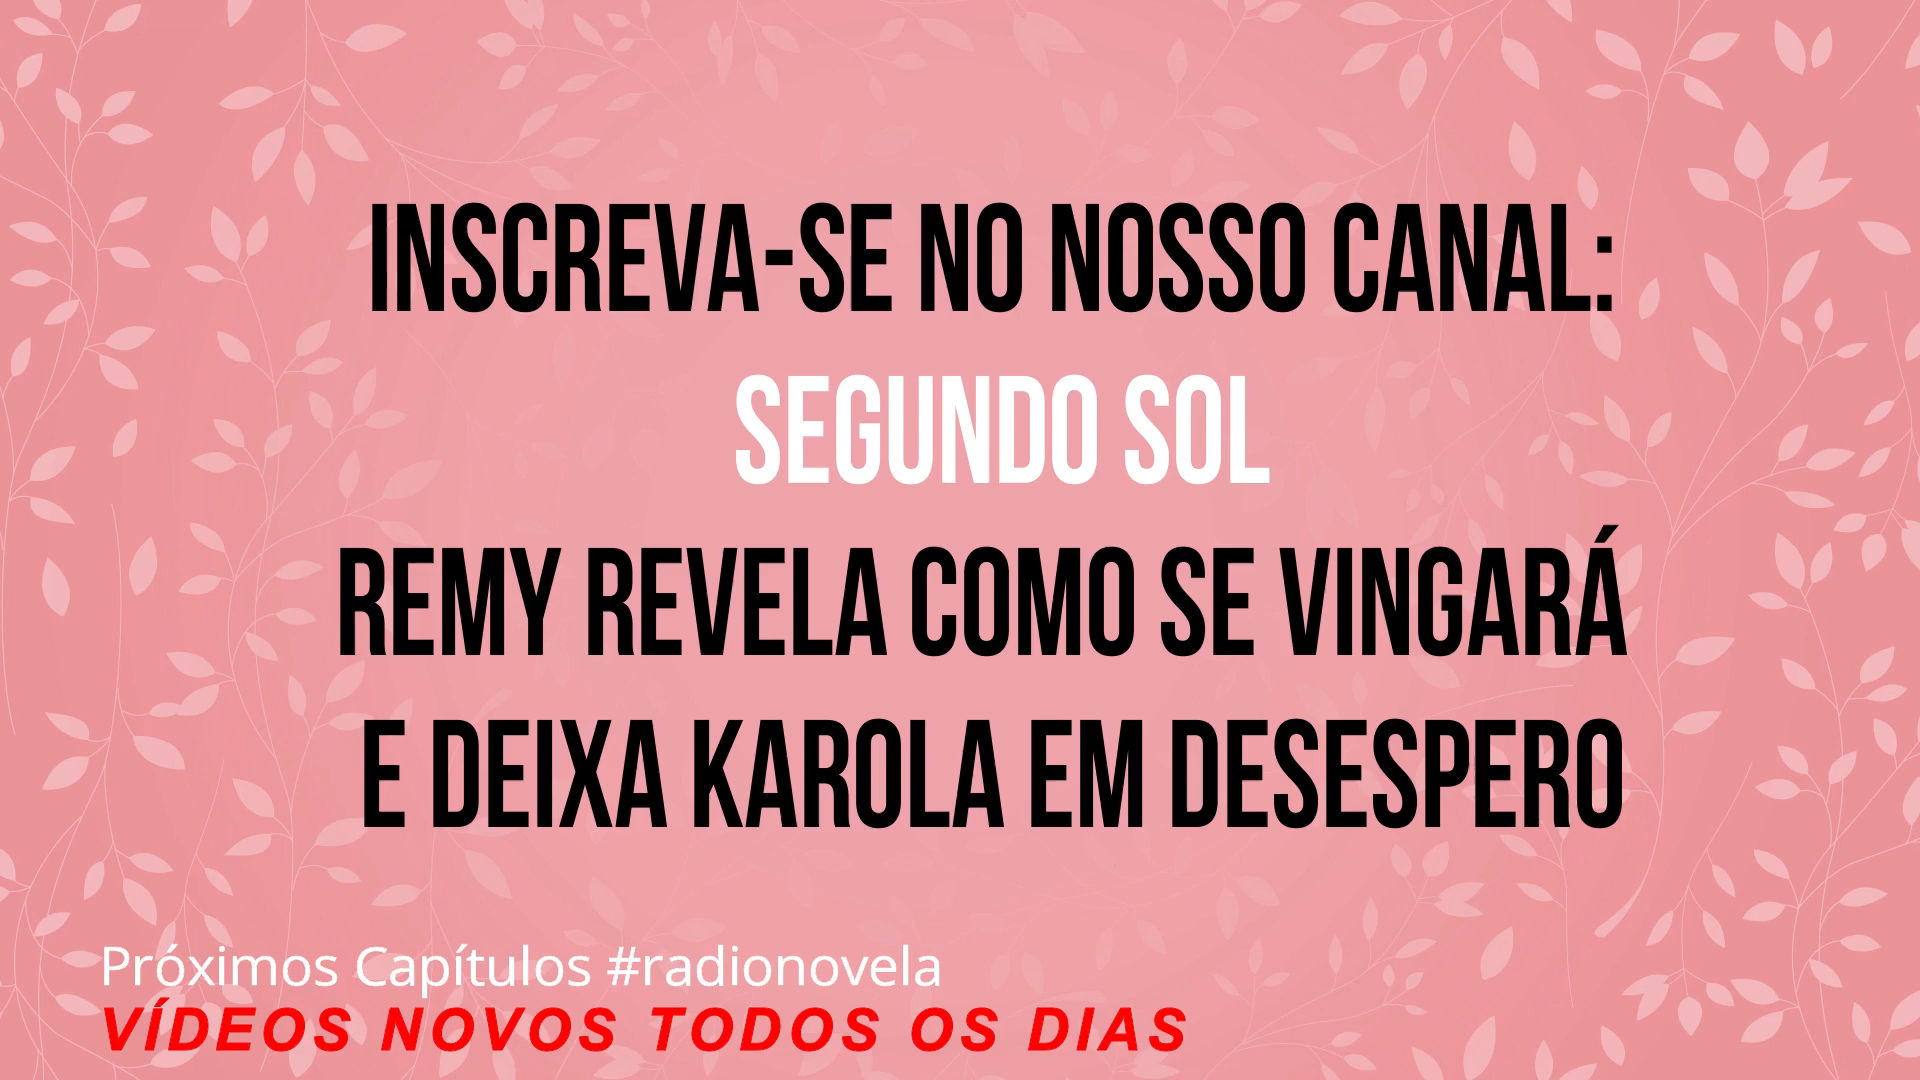 INSCREVA-SE NO NOSSO CANAL:
SEGUNDO SOL
REMY REVELA COMO SE VINGARÁ
E DEIXA KAROLA EM DESESPERO
Próximos Capítulos #radionovela
VÍDEOS NOVOS TODOS OS DIAS